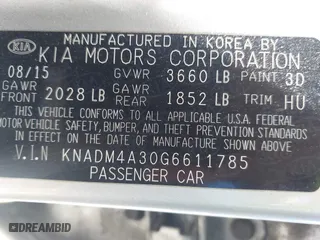 MANUFACTURED IN KOREA BY
KIA KIA MOTORS CORPORATION
08/15 GVWR 3660 LB PAINT 3D
GAWR FRONT 2028 LB GAWR REAR 1852 LB TRIM HU
THIS VEHICLE CONFORMS TO ALL APPLICABLE U.S.A FEDERAL
MOTOR VEHICLE SAFETY, BUMPER, AND THEFT PREVENTION STANDARDS
IN EFFECT ON THE DATE OF MANUFACTURE SHOWN ABOVE.
V.I.N KNADM4A30G6611785
PASSENGER CAR
DREAMBID